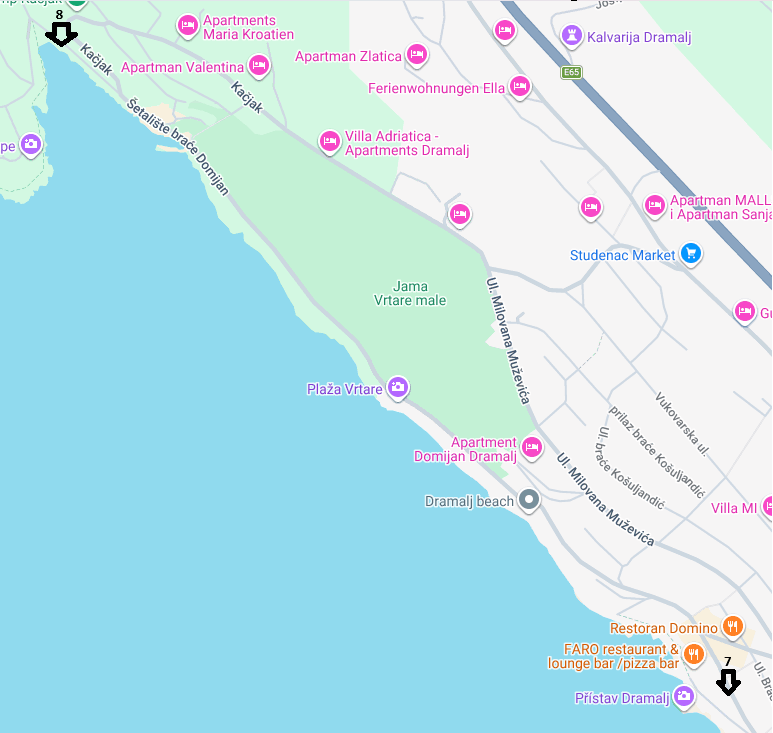 8
Apartments
Maria Kroatien
Kačjak
Apartman Zlatica
Kalvarija Dramalj
Apartman Valentina
E65
Ferienwohnungen Ella
Kačjak
Šetalište braće Domijan
Villa Adriatica -
Apartments Dramalj
Apartman MALL
i Apartman Sanja
Studenac Market
Jama
Vrtare male
Ul. Milovana Muževića
Plaža Vrtare
Vukovarska ul.
prilaz braće Košuljandić
Ul. braće Košuljandić
Apartment
Domijan Dramalj
Ul. Milovana Muževića
Dramalj beach
Villa MI
Restoran Domino
FARO restaurant &
lounge bar /pizza bar
7
Přístav Dramalj